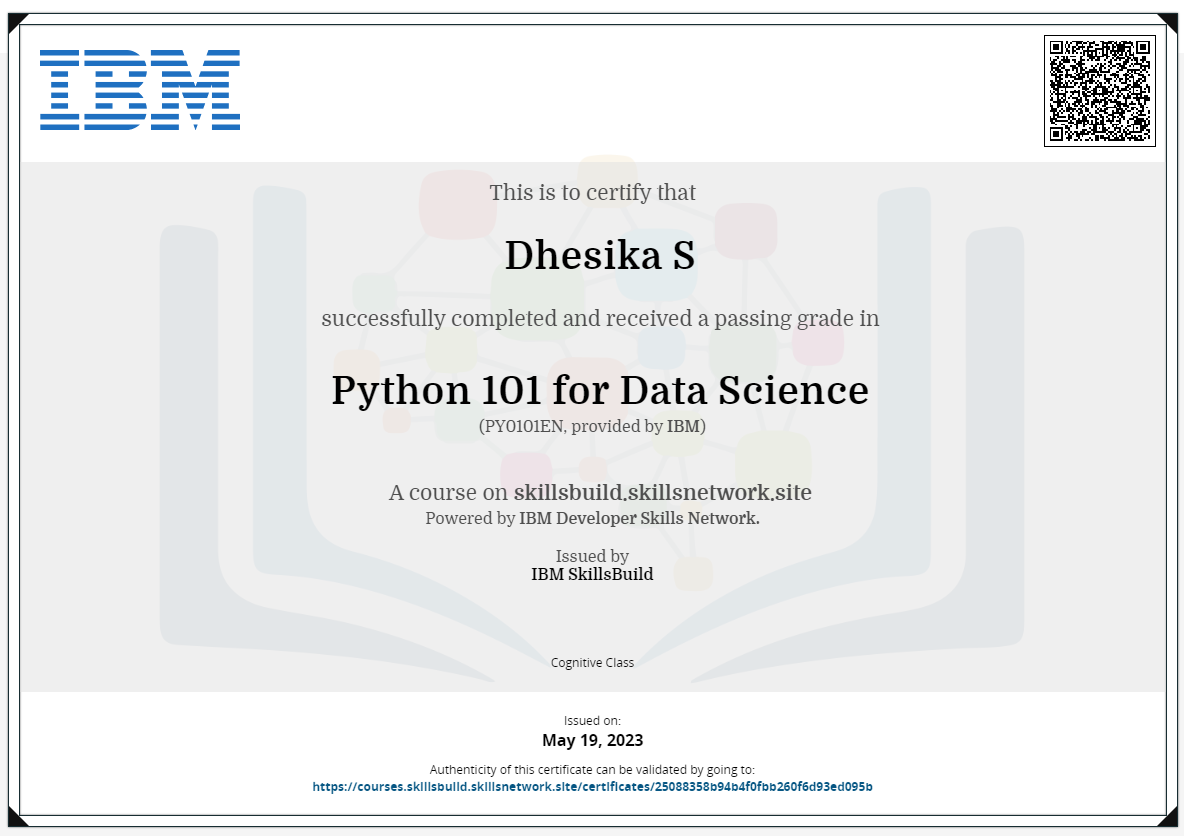 IBM
This is to certify that
Dhesika S
successfully completed and received a passing grade in
Python 101 for Data Science
(PY0101EN, provided by IBM)
A course on skillsbuild.skillsnetwork.site
Powered by IBM Developer Skills Network.
Issued by
IBM SkillsBuild
Cognitive Class
Issued on:
May 19, 2023
Authenticity of this certificate can be validated by going to:
https://courses.skillsbuild.skillsnetwork.site/certificates/25088358b94b4f0fbb260f6d93ed095b